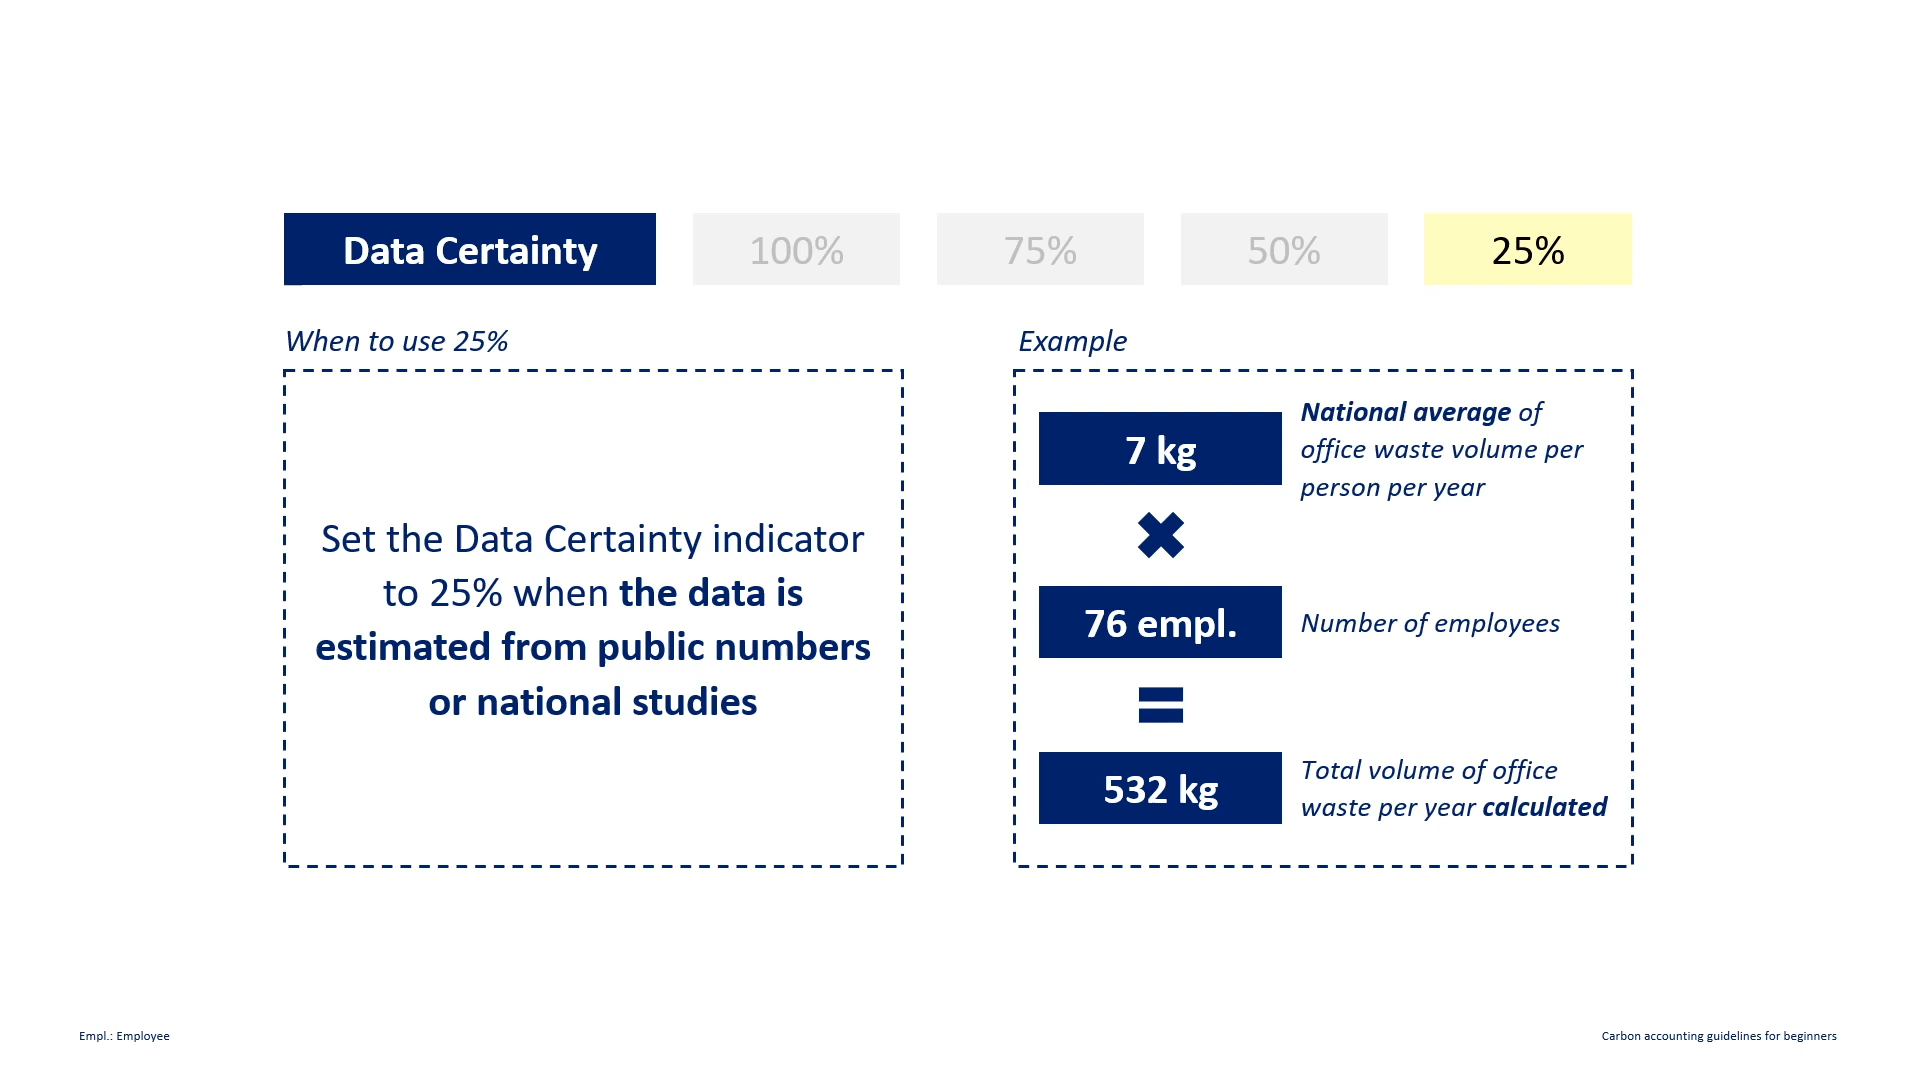 Data Certainty
100%
75%
50%
25%
When to use 25%
Set the Data Certainty indicator
to 25% when the data is
estimated from public numbers
or national studies
Example
7 kg
National average of
office waste volume per
person per year
✖
76 empl.
Number of employees
=
532 kg
Total volume of office
waste per year calculated
Empl.: Employee
Carbon accounting guidelines for beginners